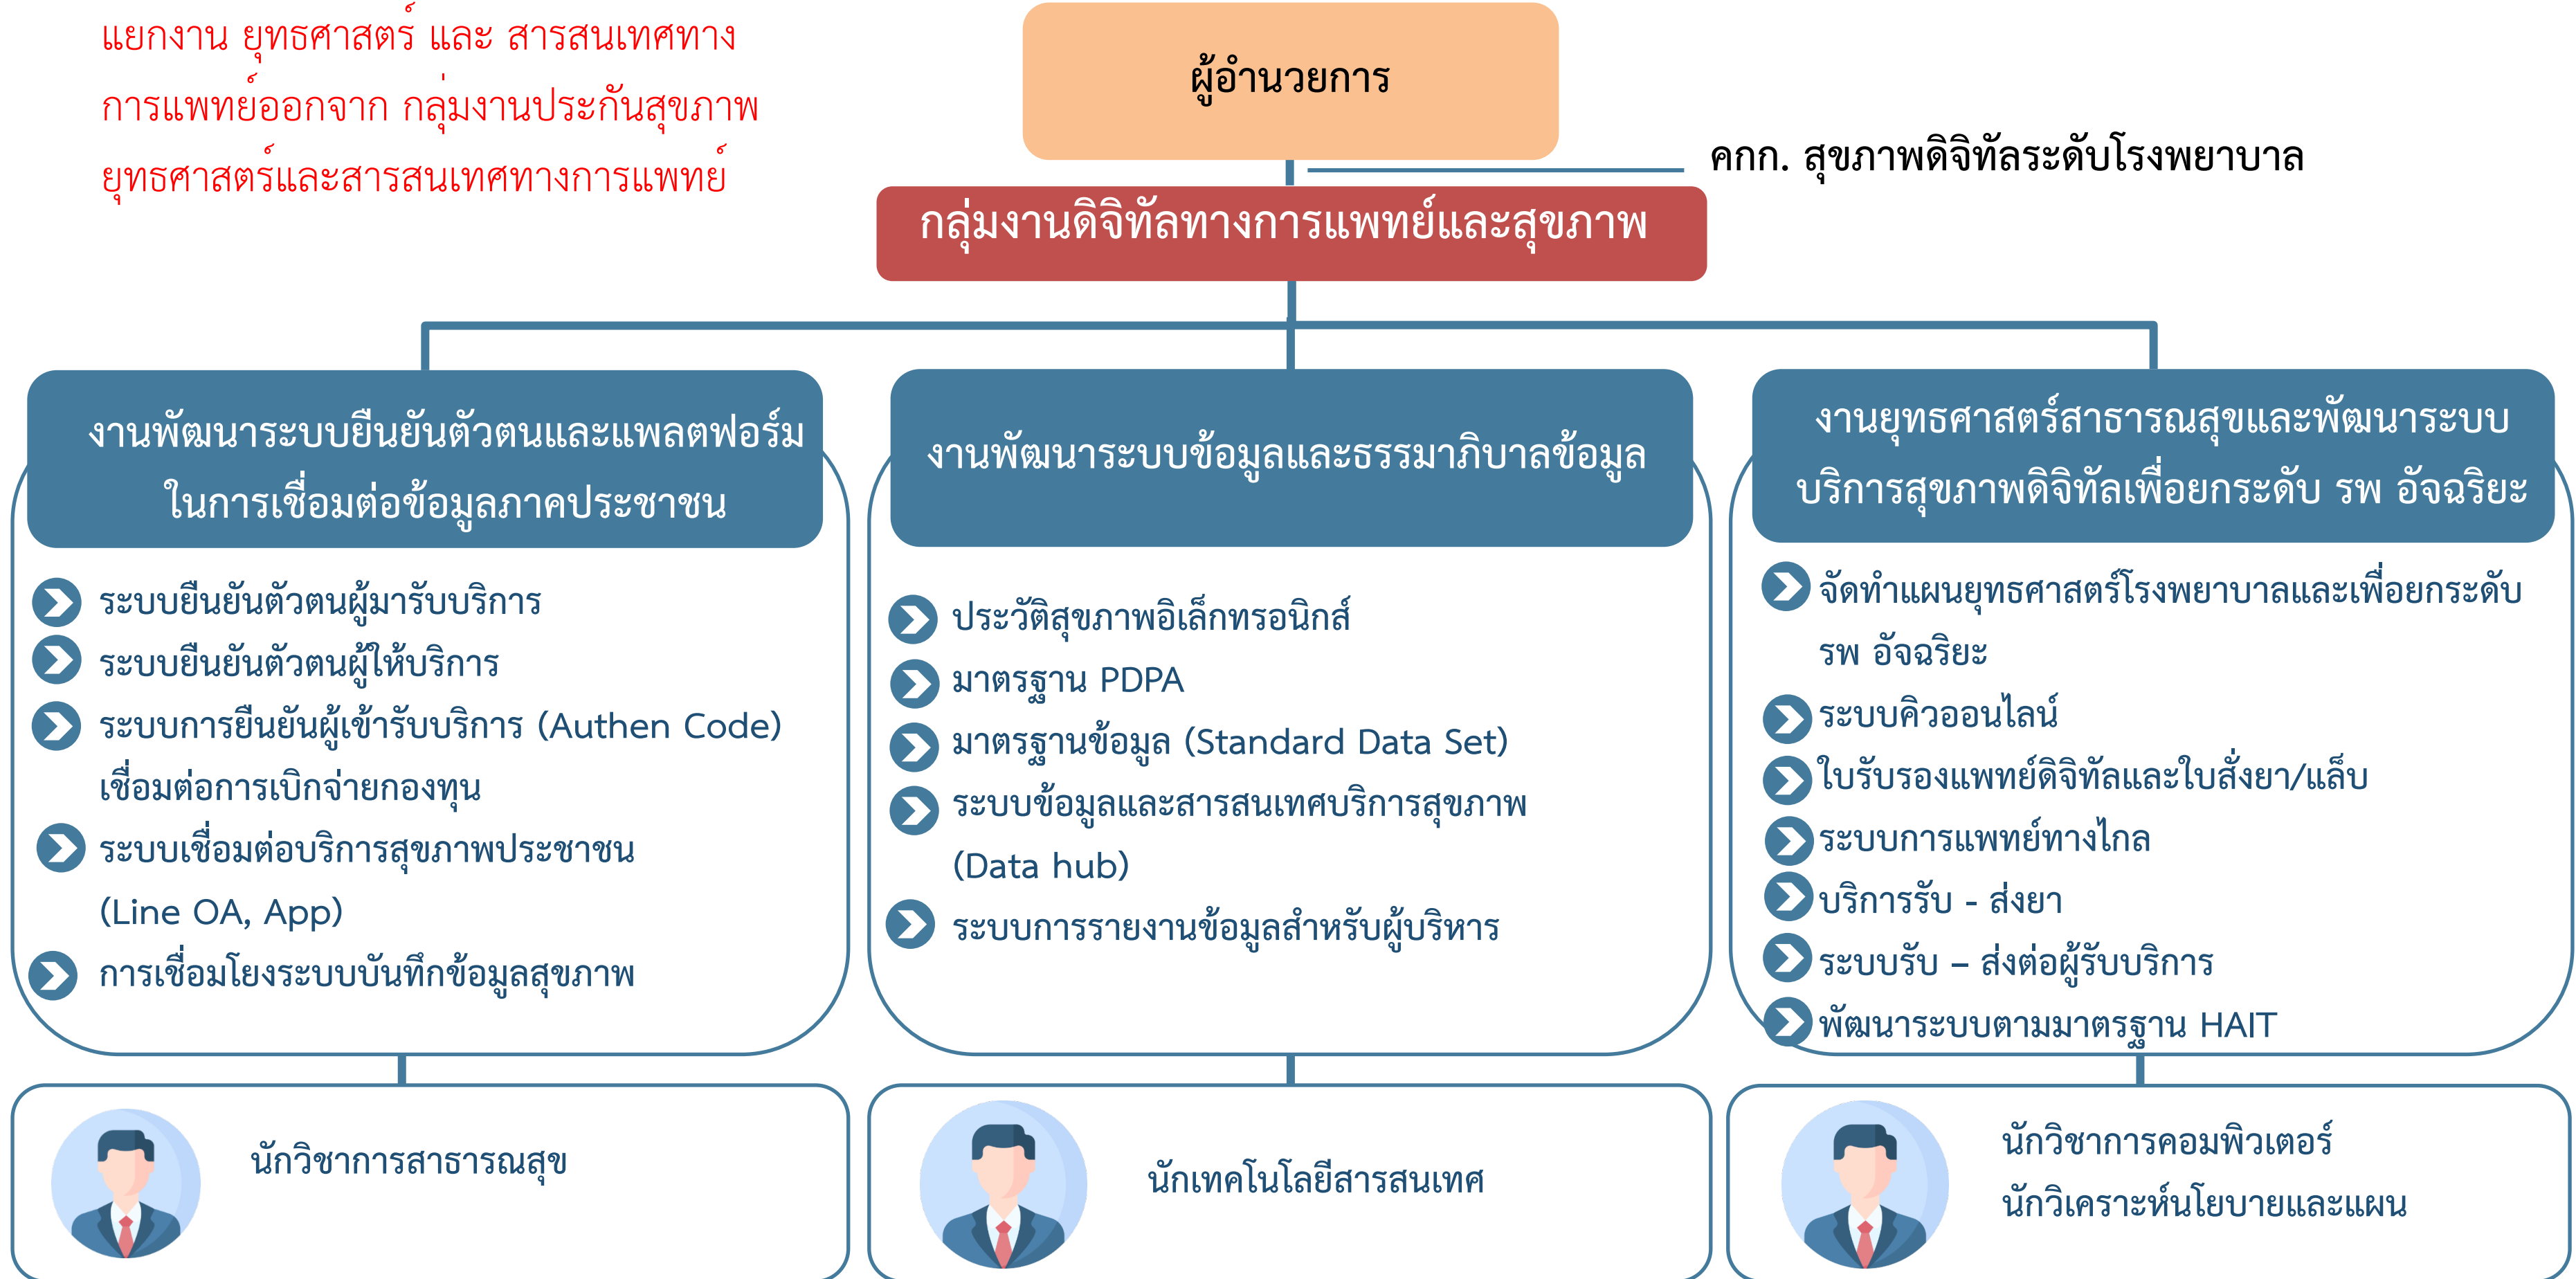 แยกงาน ยุทธศาสตร์ และ สารสนเทศทาง
การแพทย์ออกจาก กลุ่มงานประกันสุขภาพ
ยุทธศาสตร์และสารสนเทศทางการแพทย์
ผู้อำนวยการ
คกก. สุขภาพดิจิทัลระดับโรงพยาบาล
กลุ่มงานดิจิทัลทางการแพทย์และสุขภาพ
งานพัฒนาระบบยืนยันตัวตนและแพลตฟอร์ม
ในการเชื่อมต่อข้อมูลภาคประชาชน
ระบบยืนยันตัวตนผู้มารับบริการ
ระบบยืนยันตัวตนผู้ให้บริการ
ระบบการยืนยันผู้เข้ารับบริการ (Authen Code)
เชื่อมต่อการเบิกจ่ายกองทุน
ระบบเชื่อมต่อบริการสุขภาพประชาชน
(Line OA, App)
การเชื่อมโยงระบบบันทึกข้อมูลสุขภาพ
นักวิชาการสาธารณสุข
งานพัฒนาระบบข้อมูลและธรรมาภิบาลข้อมูล
ประวัติสุขภาพอิเล็กทรอนิกส์
มาตรฐาน PDPA
มาตรฐานข้อมูล (Standard Data Set)
ระบบข้อมูลและสารสนเทศบริการสุขภาพ
(Data hub)
ระบบการรายงานข้อมูลสำหรับผู้บริหาร
นักเทคโนโลยีสารสนเทศ
งานยุทธศาสตร์สาธารณสุขและพัฒนาระบบ
บริการสุขภาพดิจิทัลเพื่อยกระดับ รพ อัจฉริยะ
จัดทำแผนยุทธศาสตร์โรงพยาบาลและเพื่อยกระดับ
รพ อัจฉริยะ
ระบบคิวออนไลน์
ใบรับรองแพทย์ดิจิทัลและใบสั่งยา/แล็บ
ระบบการแพทย์ทางไกล
บริการรับ - ส่งยา
ระบบรับ – ส่งต่อผู้รับบริการ
พัฒนาระบบตามมาตรฐาน HAIT
นักวิชาการคอมพิวเตอร์
นักวิเคราะห์นโยบายและแผน